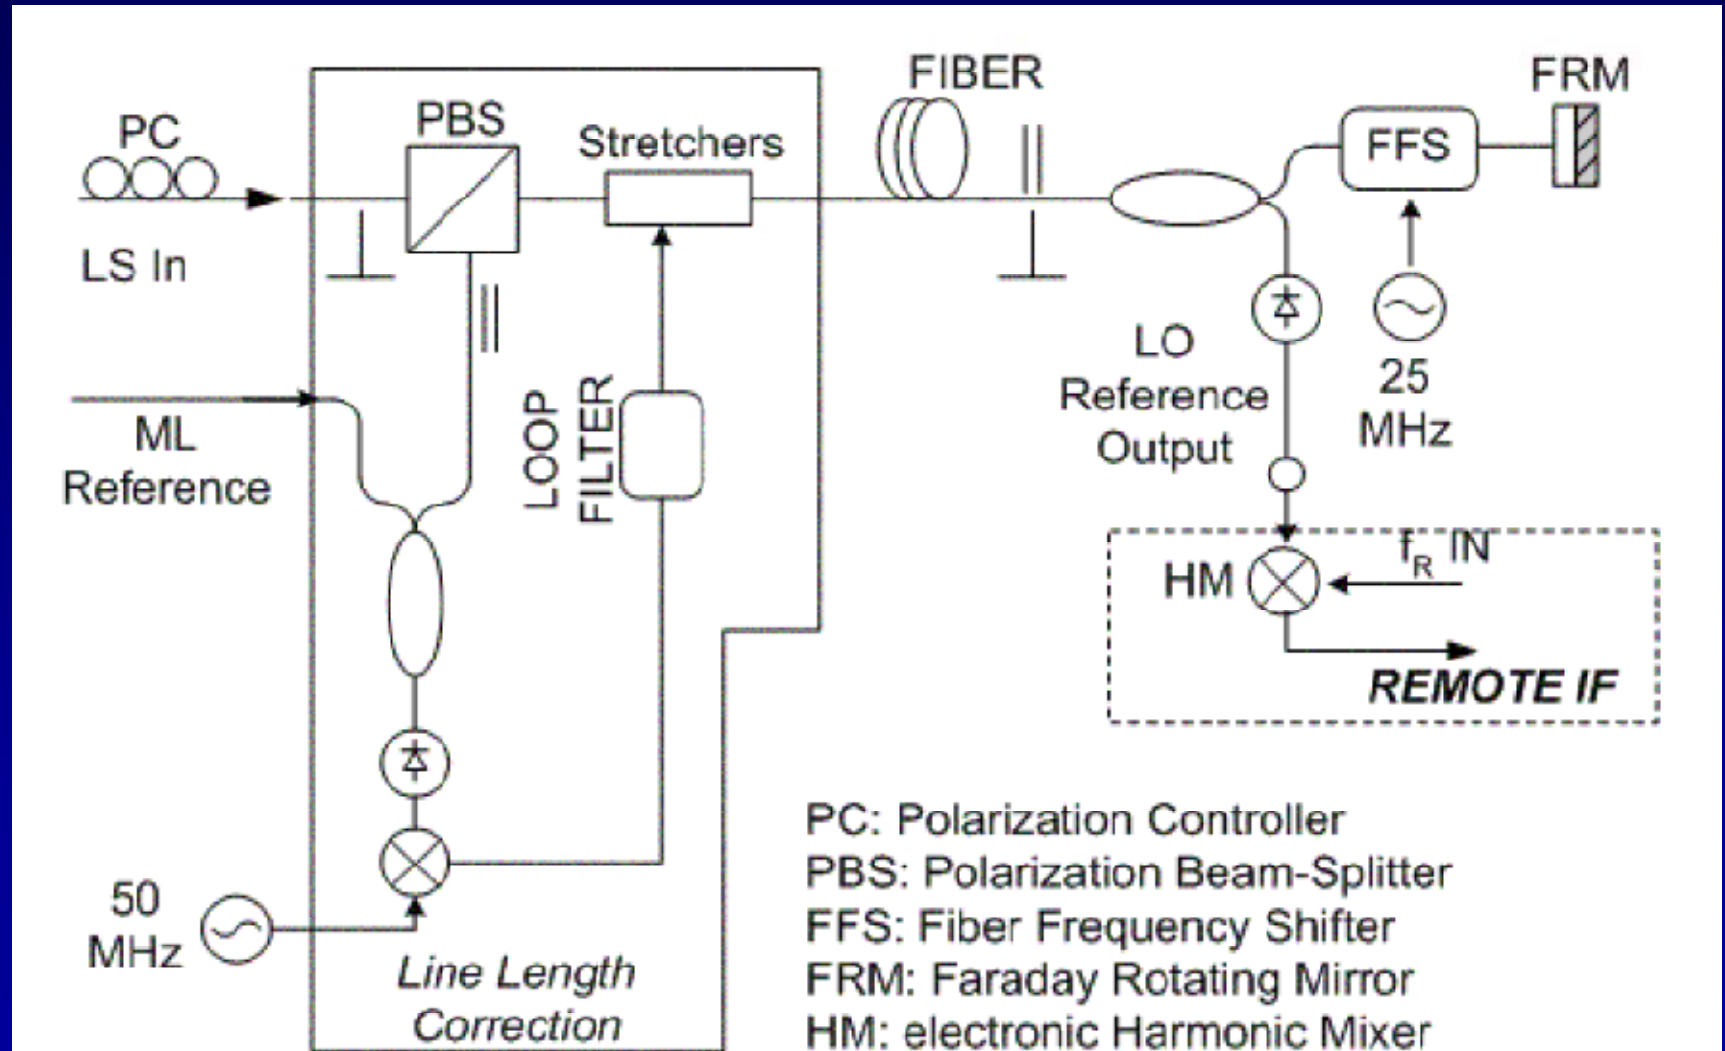 PC
LS In
PBS
Stretchers
FIBER
FRM
FFS
25
MHz
ML
Reference
LOOP
FILTER
LO
Reference
Output
HM
fR IN
REMOTE IF
50
MHz
Line Length
Correction
PC: Polarization Controller
PBS: Polarization Beam-Splitter
FFS: Fiber Frequency Shifter
FRM: Faraday Rotating Mirror
HM: electronic Harmonic Mixer